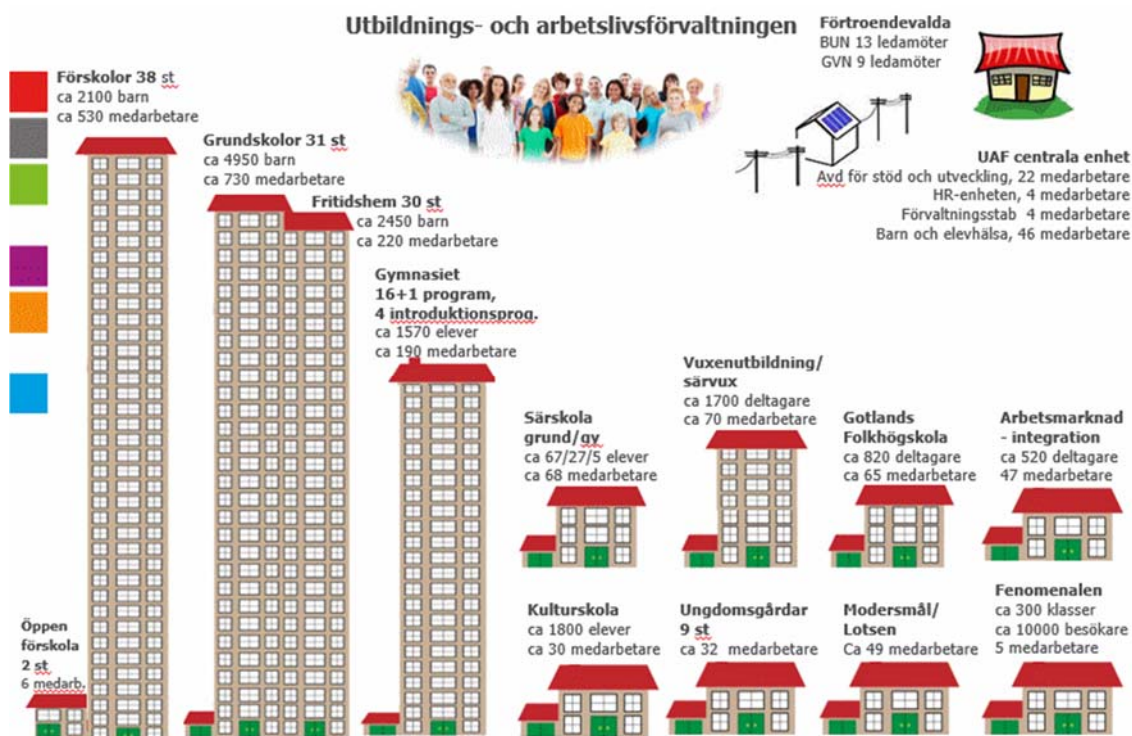 Utbildnings- och arbetslivsförvaltningen
Förtroendevalda
BUN 13 ledamöter
GVN 9 ledamöter
Förskolor 38 st
ca 2100 barn
ca 530 medarbetare
Grundskolor 31 st
ca 4950 barn
ca 730 medarbetare
Fritidshem 30 st
ca 2450 barn
ca 220 medarbetare
UAF centrala enhet
Avd för stöd och utveckling, 22 medarbetare
HR-enheten, 4 medarbetare
Förvaltningsstab 4 medarbetare
Barn och elevhälsa, 46 medarbetare
Gymnasiet
16+1 program,
4 introduktionsprog.
ca 1570 elever
ca 190 medarbetare
Särskola
grund/gy
ca 67/27/5 elever
ca 68 medarbetare
Vuxenutbildning/
särvux
ca 1700 deltagare
ca 70 medarbetare
Gotlands
Folkhögskola
ca 820 deltagare
ca 65 medarbetare
Arbetsmarknad
- integration
ca 520 deltagare
47 medarbetare
Öppen
förskola
2 st
6 medarb.
Kulturskola
ca 1800 elever
ca 30 medarbetare
Ungdomsgårdar
9 st
ca 32 medarbetare
Modersmål/
Lotsen
Ca 49 medarbetare
Fenomenalen
ca 300 klasser
ca 10000 besökare
5 medarbetare